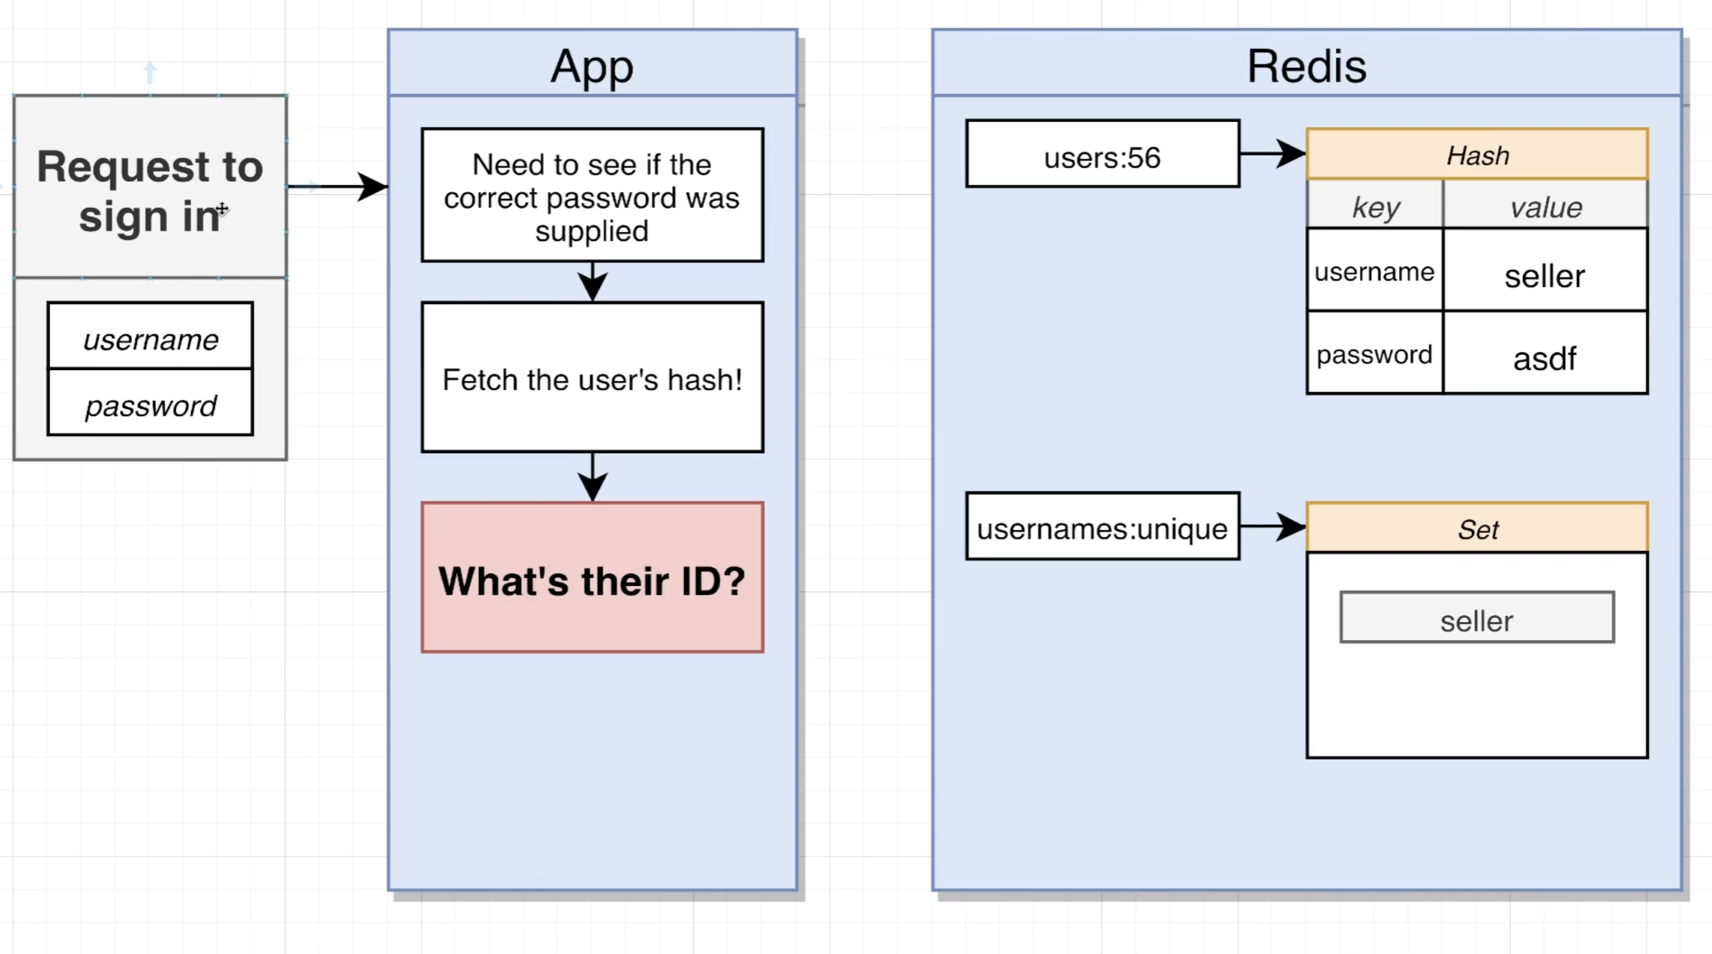 Request to
sign in
username
password
App
Need to see if the
correct password was
supplied
Fetch the user's hash!
What's their ID?
Redis
users:56
Hash
key value
username seller
password asdf
usernames:unique
Set
seller